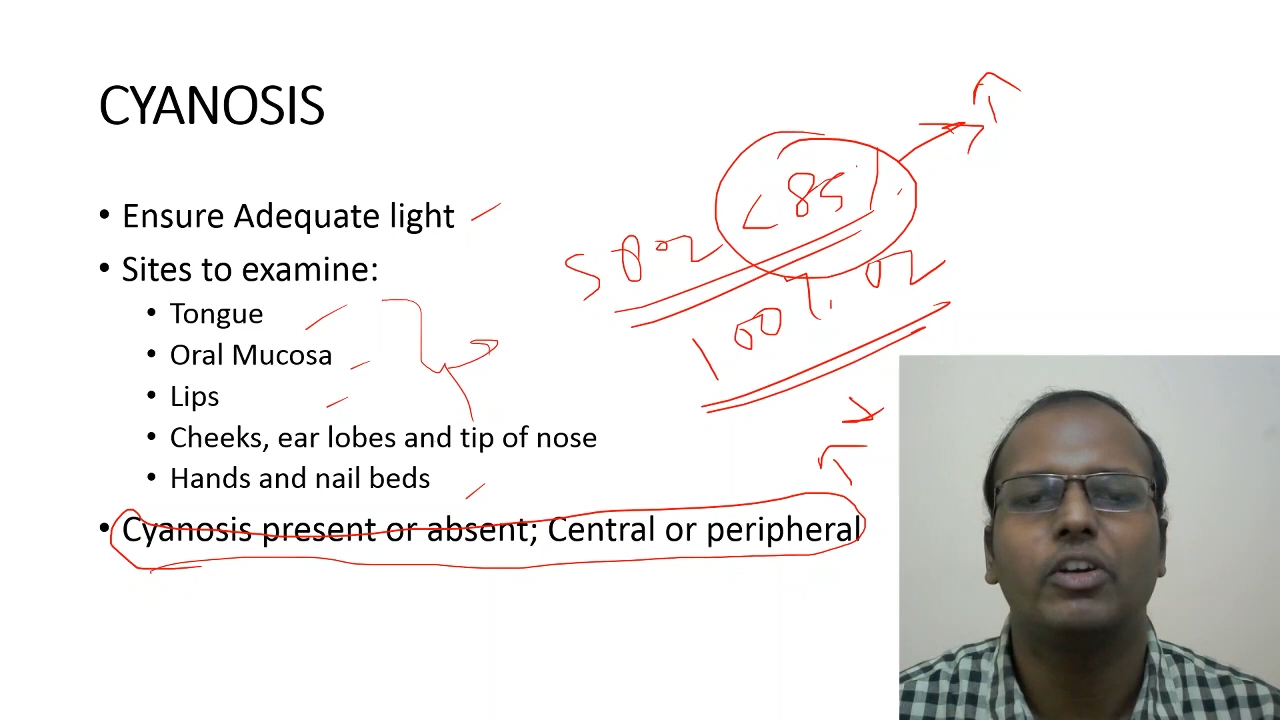 CYANOSIS
• Ensure Adequate light
• Sites to examine:
• Tongue
• Oral Mucosa
• Lips
• Cheeks, ear lobes and tip of nose
• Hands and nail beds
• Cyanosis present or absent; Central or peripheral
SPO2 < 85%
100% O2